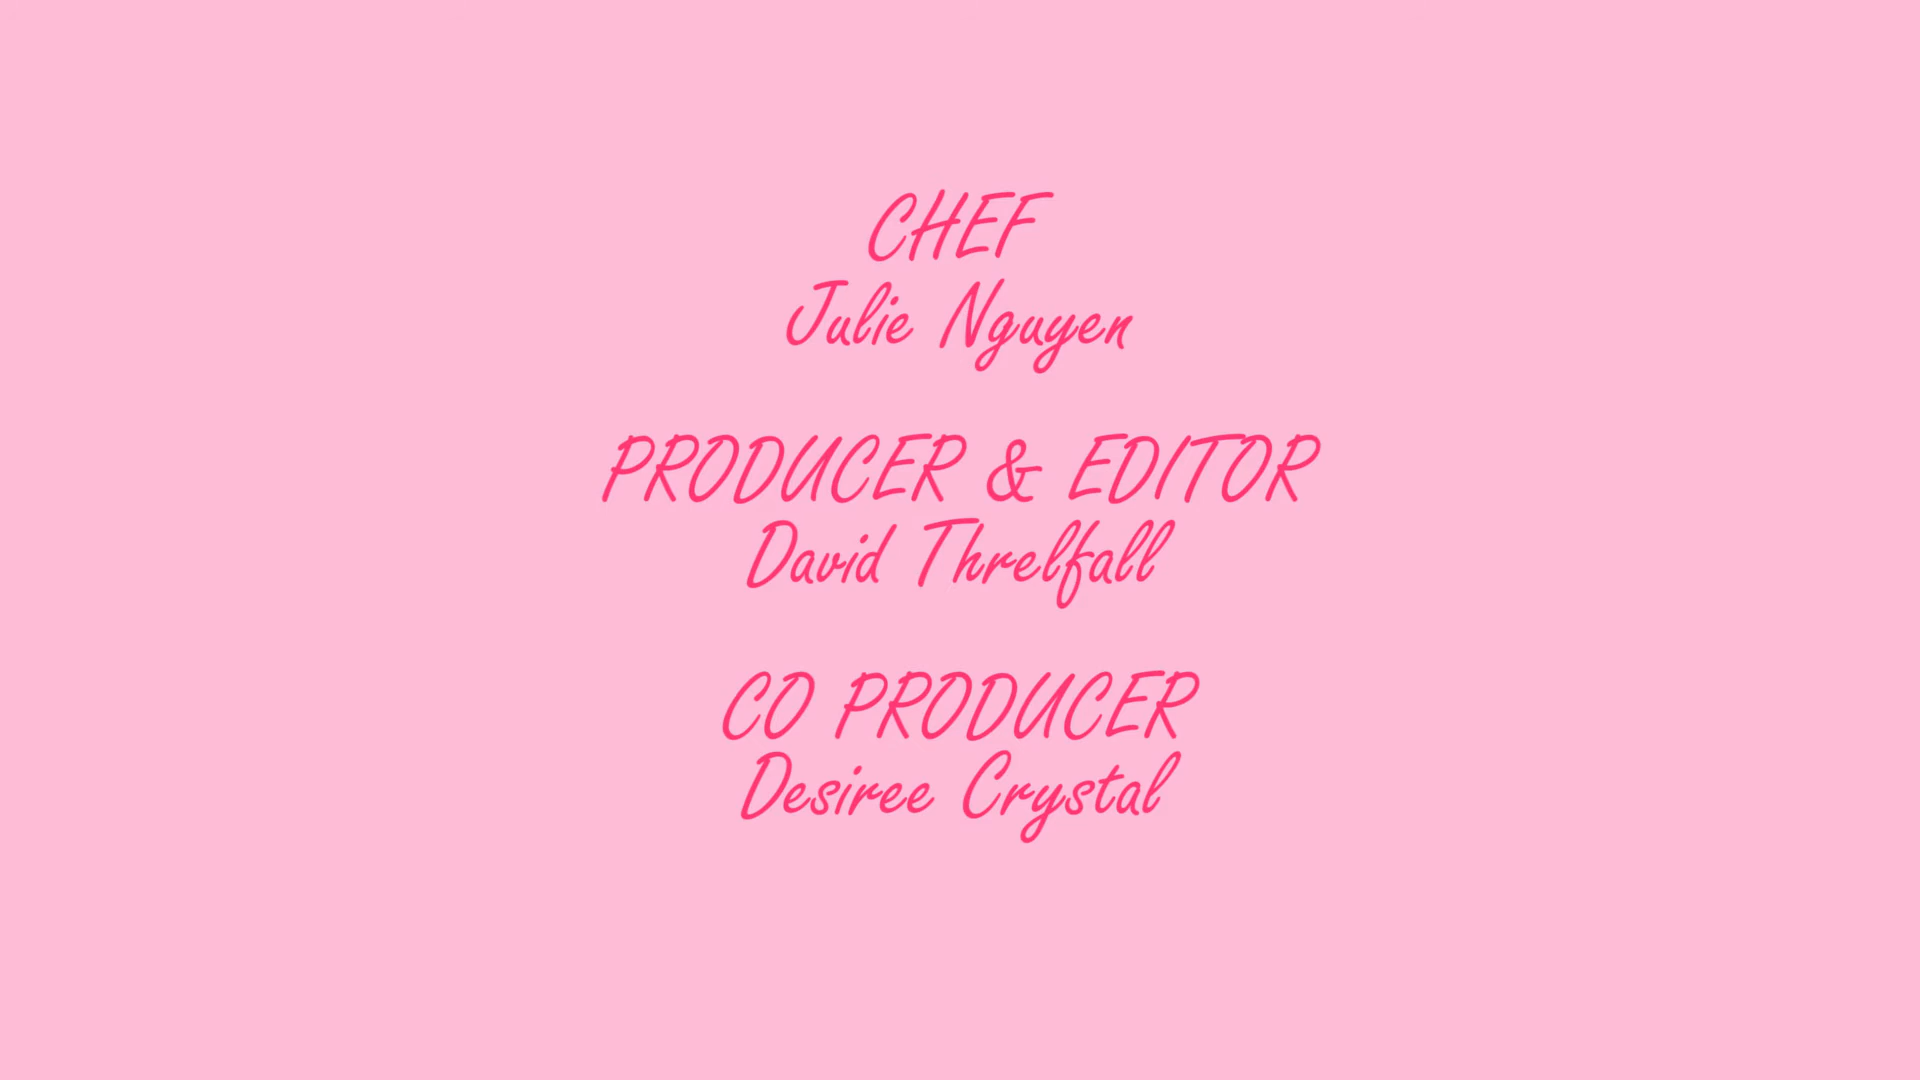 CHEF
Julie Nguyen
PRODUCER & EDITOR
David Threlfall
CO PRODUCER
Desiree Crystal